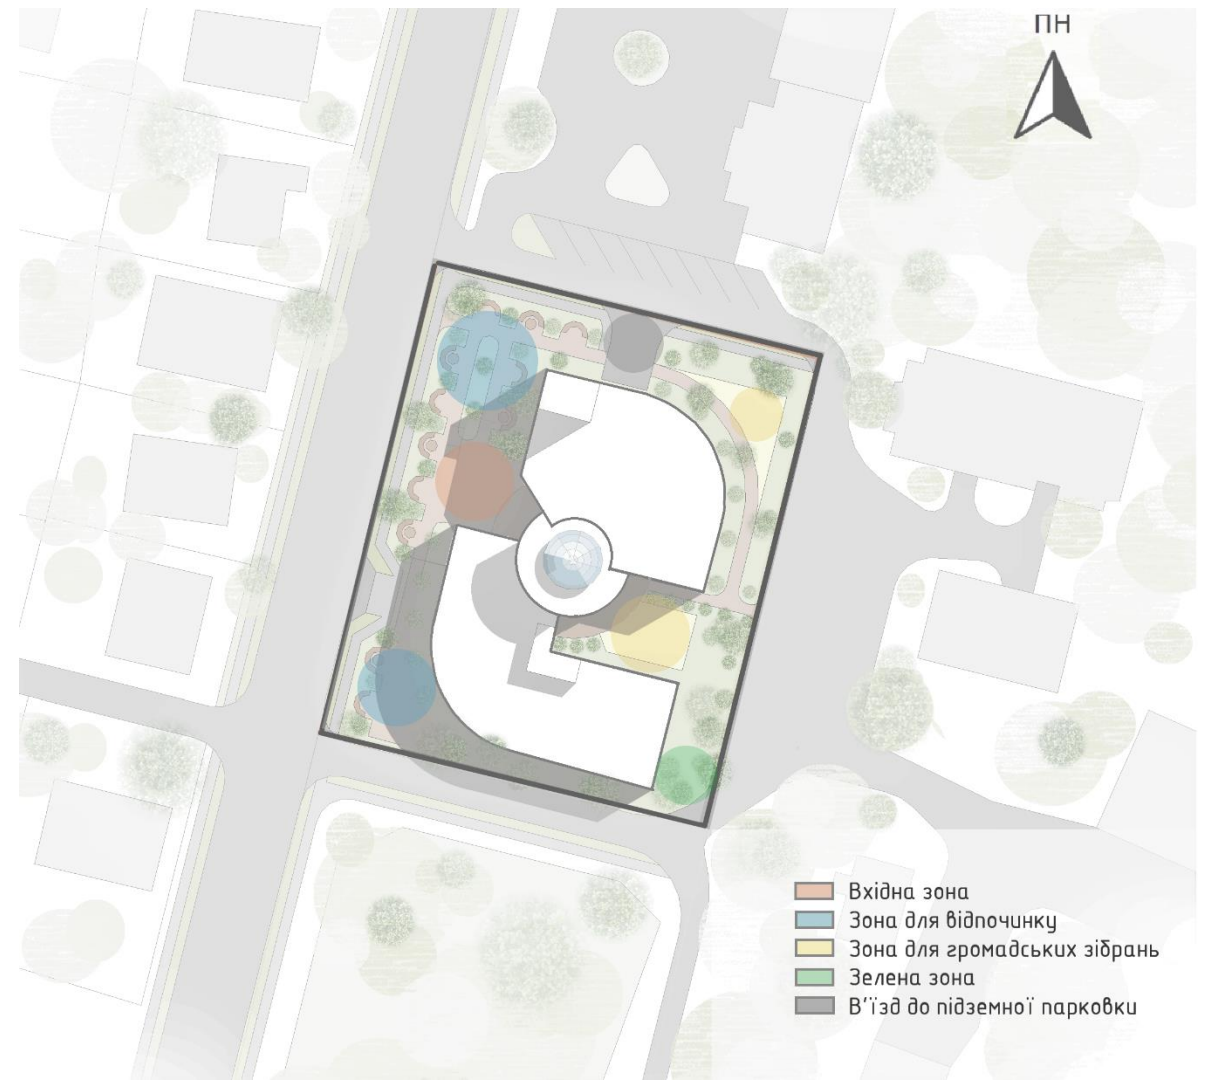 ПН
Вхідна зона
Зона для відпочинку
Зона для громадських зібрань
Зелена зона
В'їзд до підземної парковки